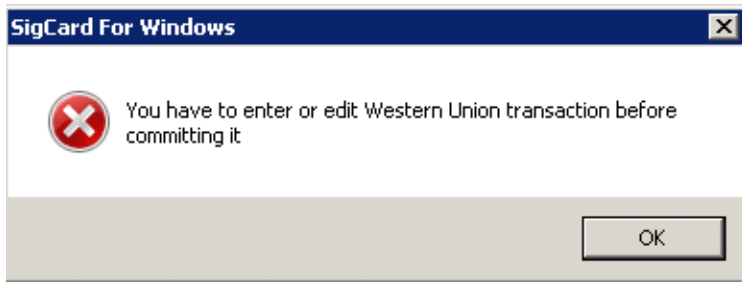 SigCard For Windows
You have to enter or edit Western Union transaction before
committing it
OK